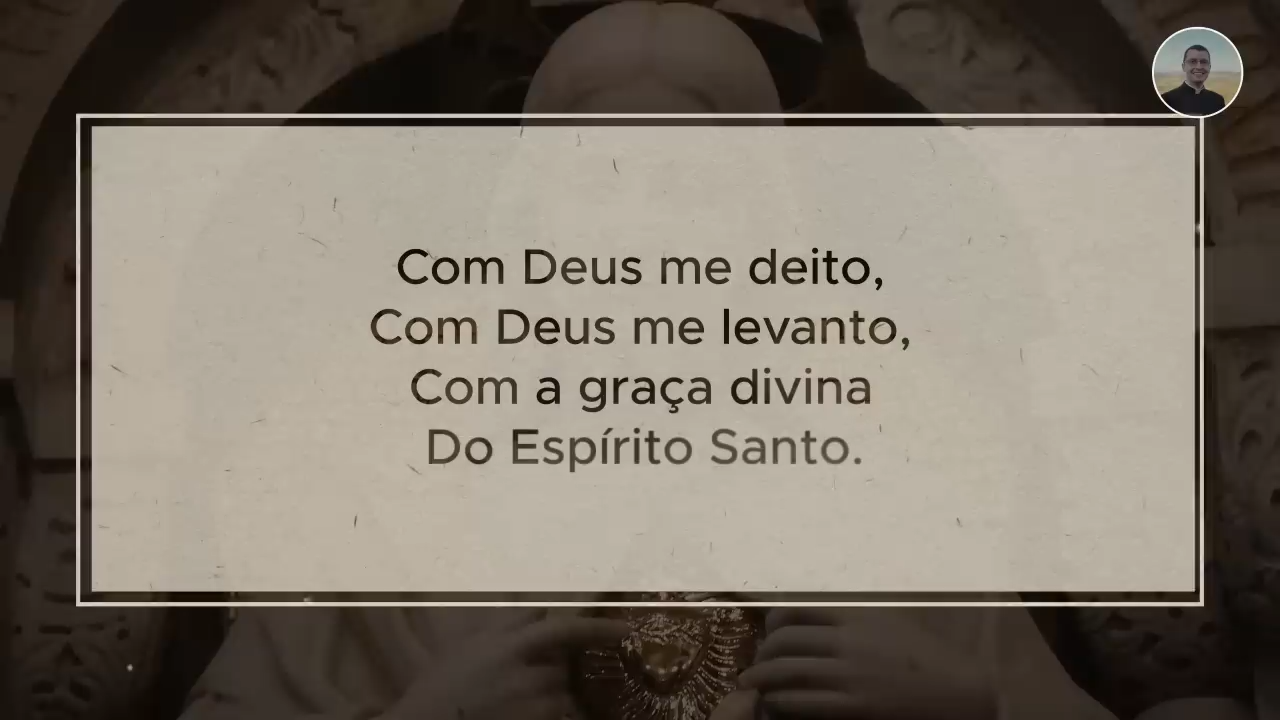 Com Deus me deito,
Com Deus me levanto,
Com a graça divina
Do Espírito Santo.